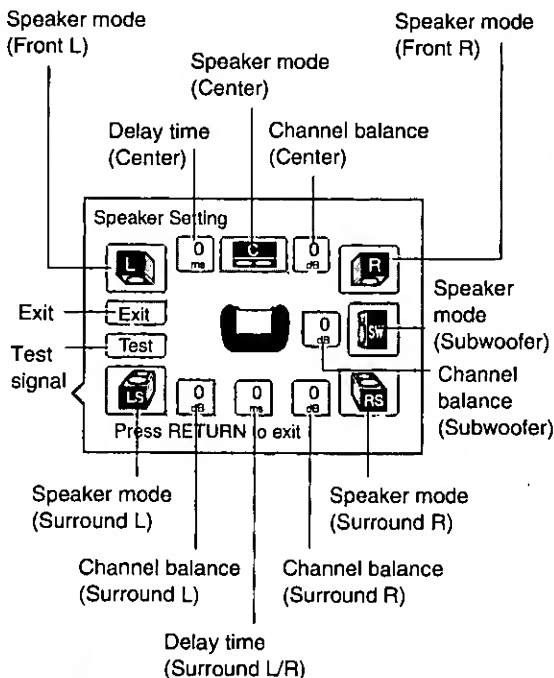 Speaker mode
(Front L)
Speaker mode
(Front R)
Speaker mode
(Center)
Delay time
(Center)
Channel balance
(Center)
Speaker Setting
L
0
ms
C
0
dB
R
Exit
Exit
Test
signal
Test
0
dB
SW
Speaker
mode
(Subwoofer)
Channel
balance
(Subwoofer)
LS
0
dB
0
ms
0
dB
RS
Press RETURN to exit
Speaker mode
(Surround L)
Speaker mode
(Surround R)
Channel balance
(Surround L)
Channel balance
(Surround R)
Delay time
(Surround L/R)